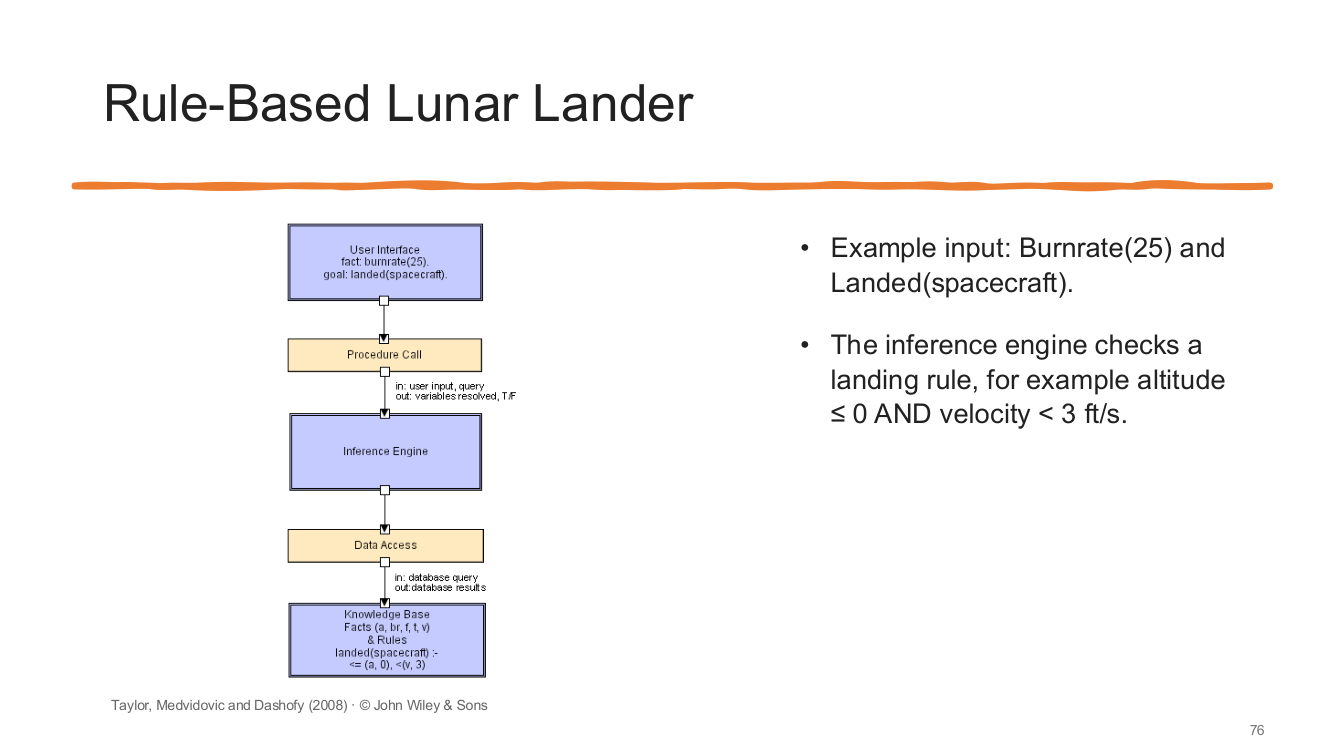 Rule-Based Lunar Lander
User Interface
fact: burnrate(25).
goal: landed(spacecraft).
Procedure Call
in: user input, query
out: variables resolved, T/F
Inference Engine
Data Access
in: database query
out:database results
Knowledge Base
Facts (a, br, f, t, v)
& Rules
landed(spacecraft) :-
<= (a, 0), <(v, 3)
• Example input: Burnrate(25) and
Landed(spacecraft).
• The inference engine checks a
landing rule, for example altitude
≤ 0 AND velocity < 3 ft/s.
Taylor, Medvidovic and Dashofy (2008) · © John Wiley & Sons
76